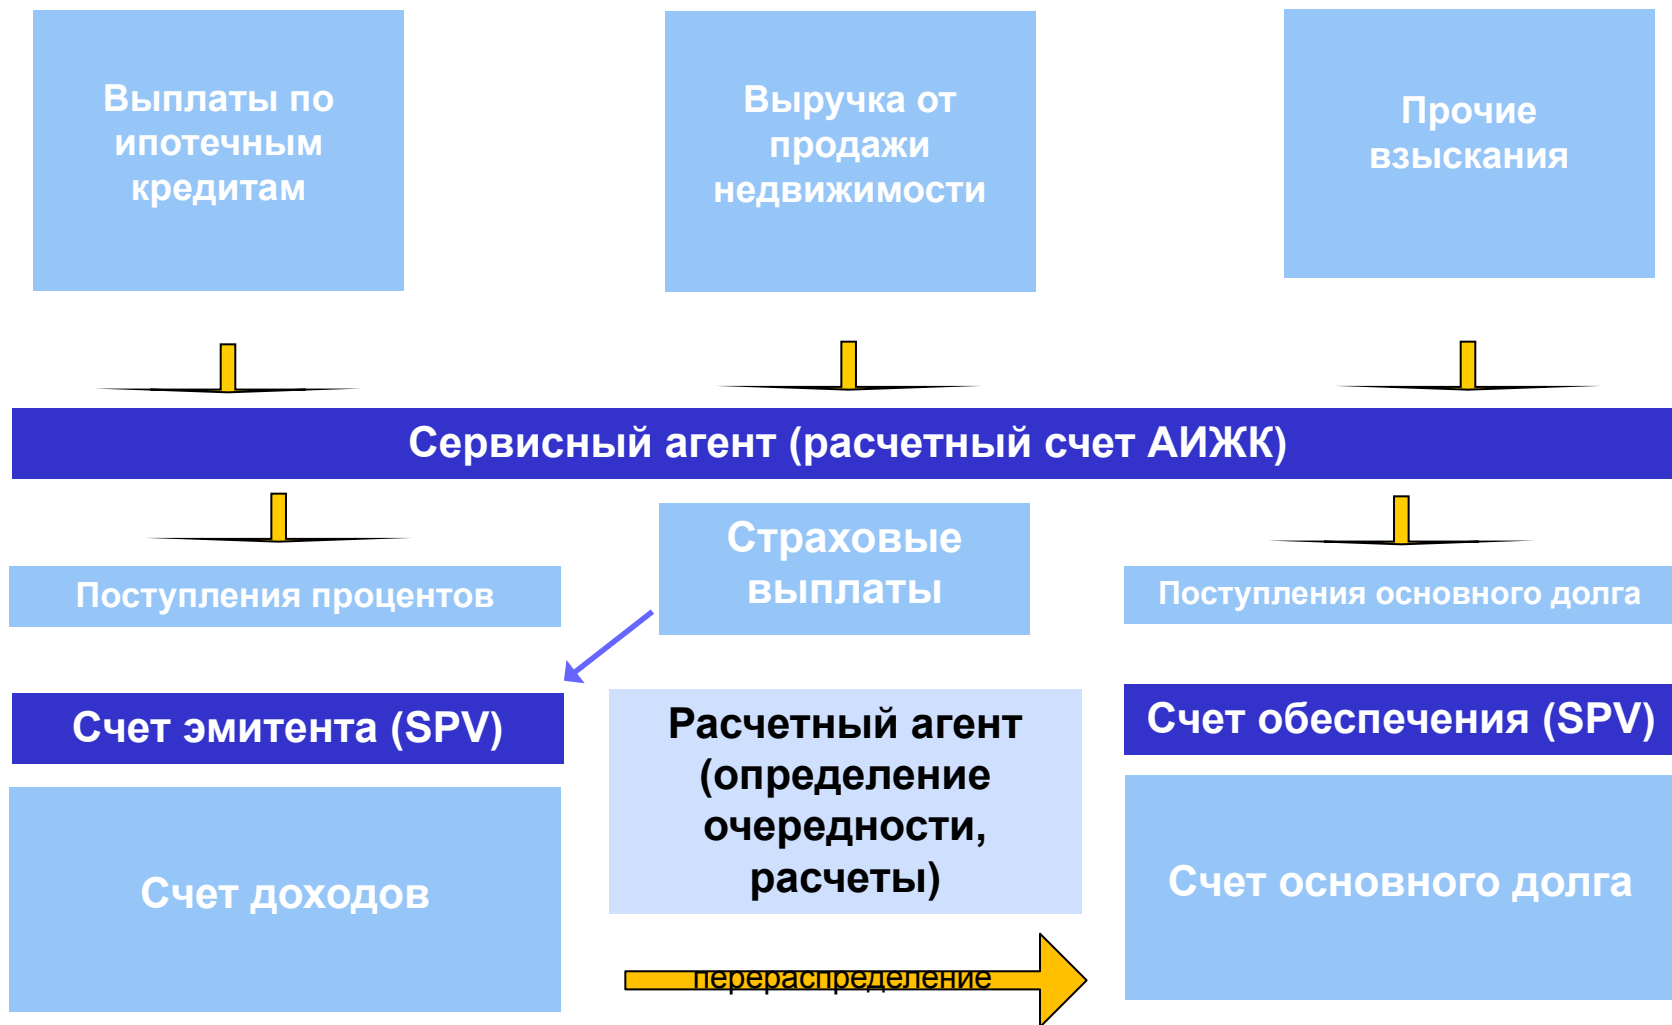 Выплаты по
ипотечным
кредитам
Выручка от
продажи
недвижимости
Прочие
взыскания
Сервисный агент (расчетный счет АИЖК)
Страховые
выплаты
Поступления процентов
Поступления основного долга
Счет эмитента (SPV)
Расчетный агент
(определение
очередности,
расчеты)
Счет обеспечения (SPV)
Счет доходов
Счет основного долга
перераспределение